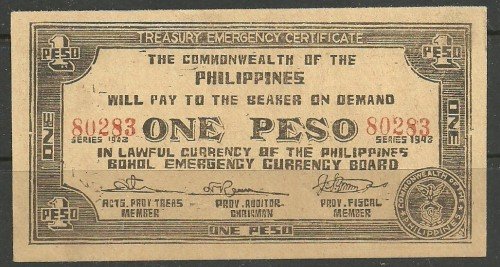 TREASURY EMERGENCY CERTIFICATE
1 PESO
1 PESO
THE COMMONWEALTH OF THE
PHILIPPINES
WILL PAY TO THE BEARER ON DEMAND
80283 ONE PESO 80283
SERIES 1942 SERIES 1942
ONE
ONE
IN LAWFUL CURRENCY OF THE PHILIPPINES
BOHOL EMERGENCY CURRENCY BOARD
ACTG. PROV TREAS PROV. AUDITOR PROV. FISCAL
MEMBER CHAIRMAN MEMBER
COMMONWEALTH OF THE
PHILIPPINES
1 PESO
ONE PESO